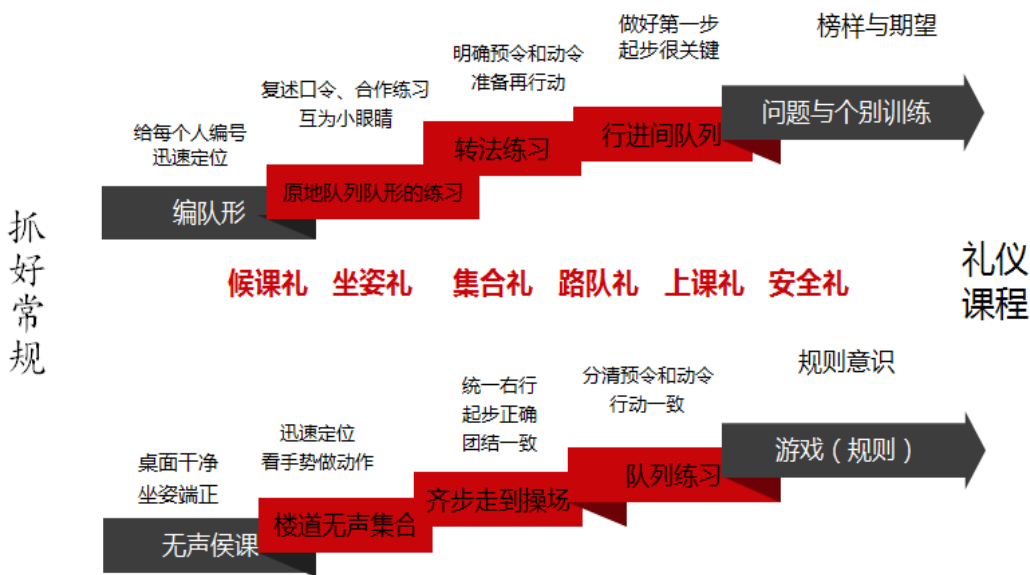 抓好常规
给每个人编号
迅速定位
编队形
复述口令、合作练习
互为小眼睛
原地队列队形的练习
明确预令和动令
准备再行动
转法练习
做好第一步
起步很关键
行进间队列
榜样与期望
问题与个别训练
候课礼 坐姿礼 集合礼 路队礼 上课礼 安全礼
礼仪
课程
桌面干净
坐姿端正
无声侯课
迅速定位
看手势做动作
楼道无声集合
统一右行
起步正确
团结一致
齐步走到操场
分清预令和动令
行动一致
队列练习
规则意识
游戏（规则）